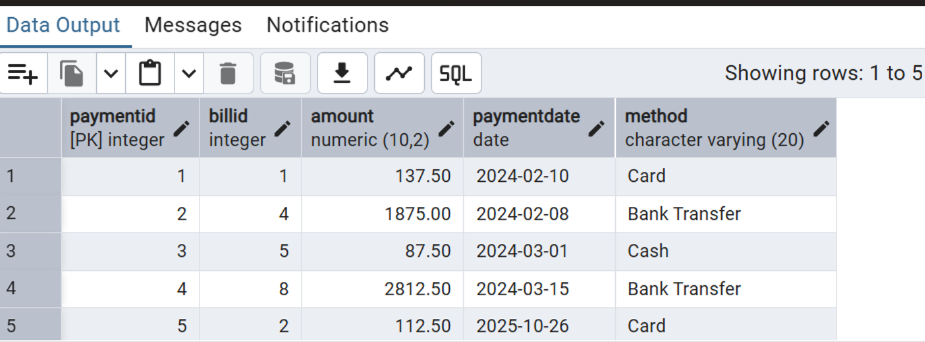 Data Output Messages Notifications
SQL Showing rows: 1 to 5
paymentid billid amount paymentdate method
[PK] integer integer numeric (10,2) date character varying (20)
1 1 1 137.50 2024-02-10 Card
2 2 4 1875.00 2024-02-08 Bank Transfer
3 3 5 87.50 2024-03-01 Cash
4 4 8 2812.50 2024-03-15 Bank Transfer
5 5 2 112.50 2025-10-26 Card